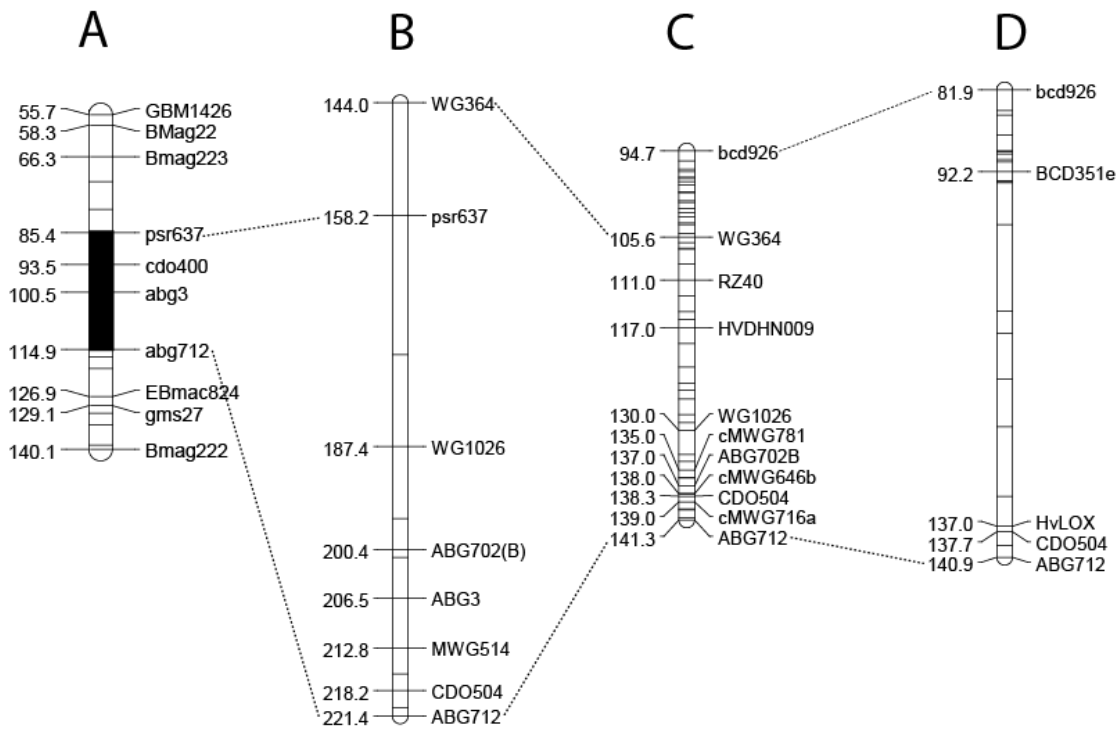 A
B
C
D
55.7 GBM1426
58.3 BMag22
66.3 Bmag223
85.4 psr637
93.5 cdo400
100.5 abg3
114.9 abg712
126.9 EBmac824
129.1 gms27
140.1 Bmag222
144.0 WG364
158.2 psr637
187.4 WG1026
200.4 ABG702(B)
206.5 ABG3
212.8 MWG514
218.2 CDO504
221.4 ABG712
94.7 bcd926
105.6 WG364
111.0 RZ40
117.0 HVDHN009
130.0 WG1026
135.0 cMWG781
137.0 ABG702B
138.0 cMWG646b
138.3 CDO504
139.0 cMWG716a
141.3 ABG712
81.9 bcd926
92.2 BCD351e
137.0 HvLOX
137.7 CDO504
140.9 ABG712